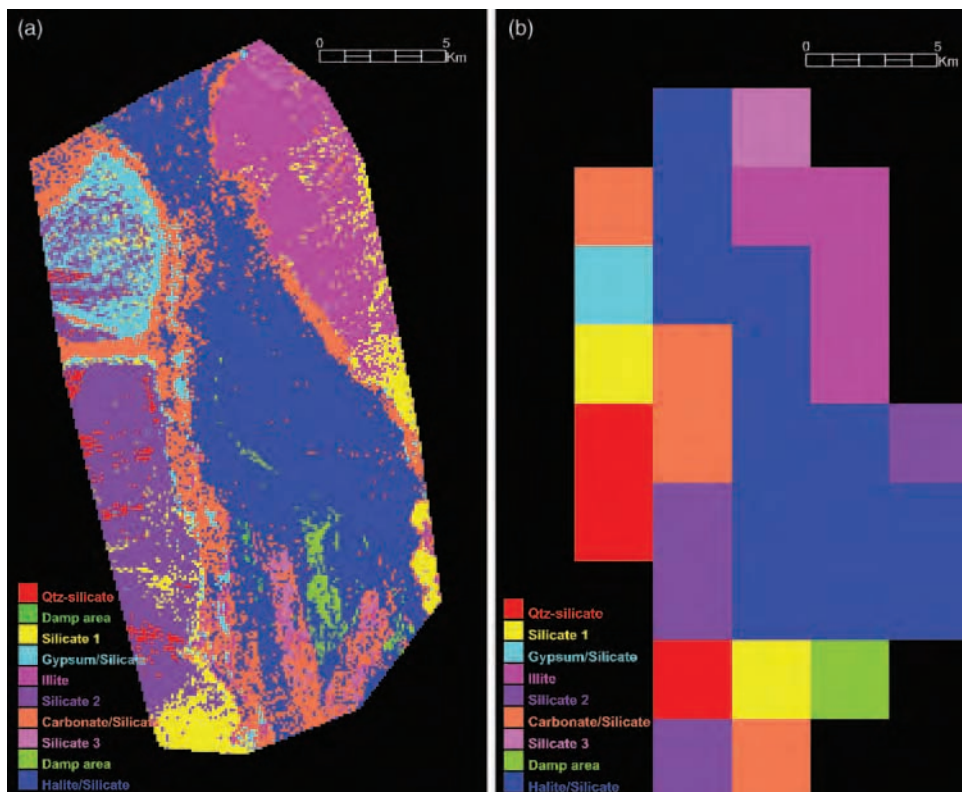 (a)
0 5
Km
Qtz-silicate
Damp area
Silicate 1
Gypsum/Silicate
Illite
Silicate 2
Carbonate/Silicate
Silicate 3
Damp area
Halite/Silicate
(b)
0 5
Km
Qtz-silicate
Silicate 1
Gypsum/Silicate
Illite
Silicate 2
Carbonate/Silicate
Silicate 3
Damp area
Halite/Silicate